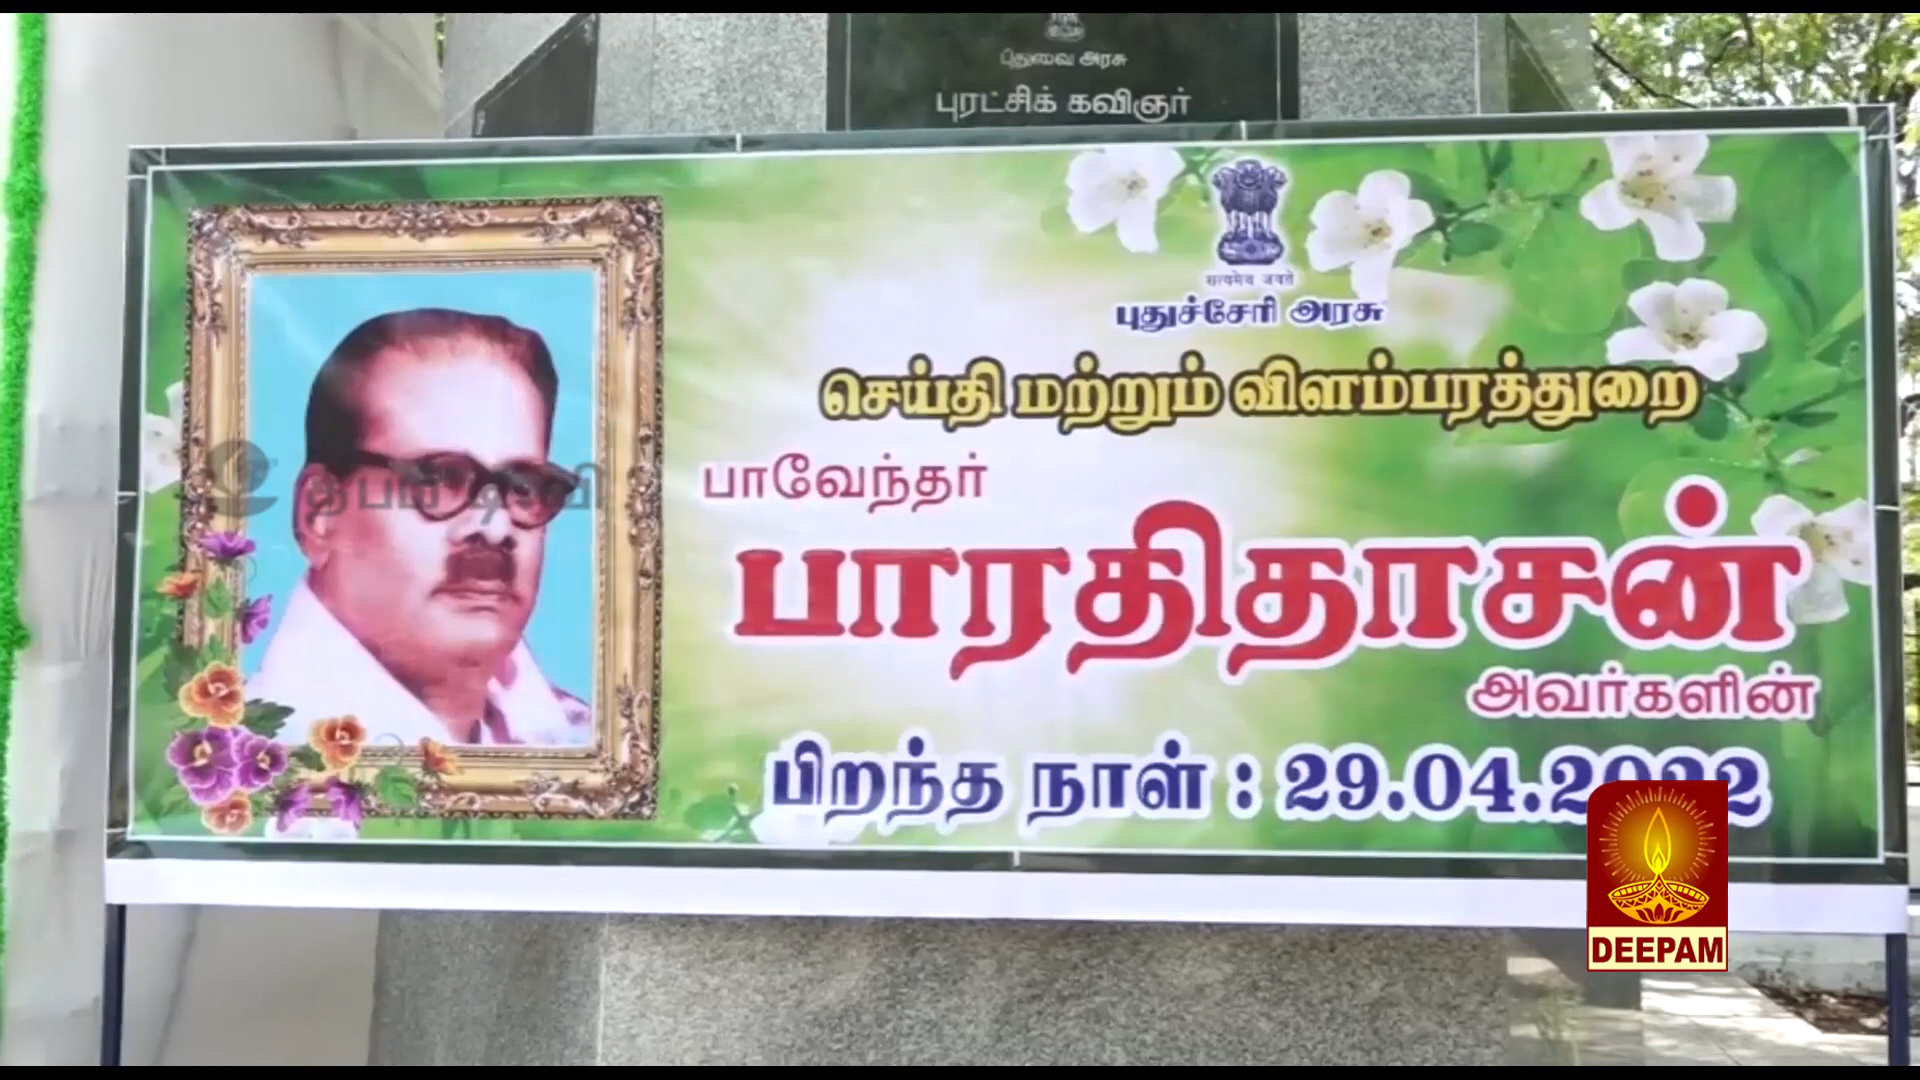 புதுவை அரசு
புரட்சிக் கவிஞர்
सत्यमेव जयते
புதுச்சேரி அரசு
செய்தி மற்றும் விளம்பரத்துறை
பாவேந்தர்
பாரதிதாசன்
அவர்களின்
பிறந்த நாள் : 29.04.2022
தீபம் டிவி
DEEPAM